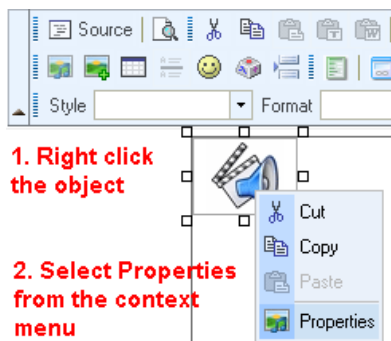 Source
Style Format
1. Right click
the object
Cut
Copy
2. Select Properties
from the context
menu
Paste
Properties